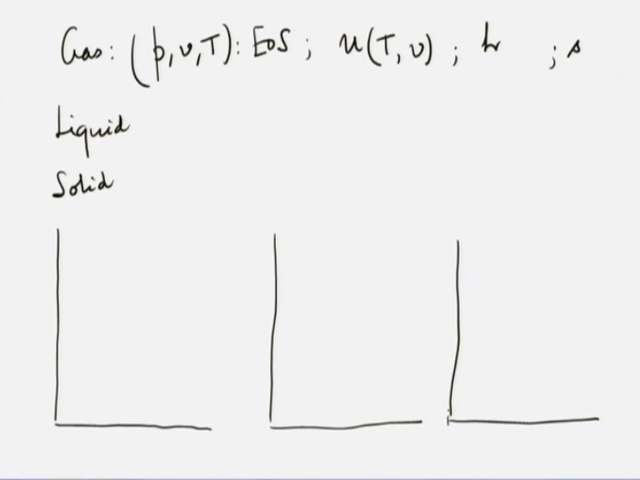 Gas: (p,v,T): EoS; u(T,v); h ; s
Liquid
Solid